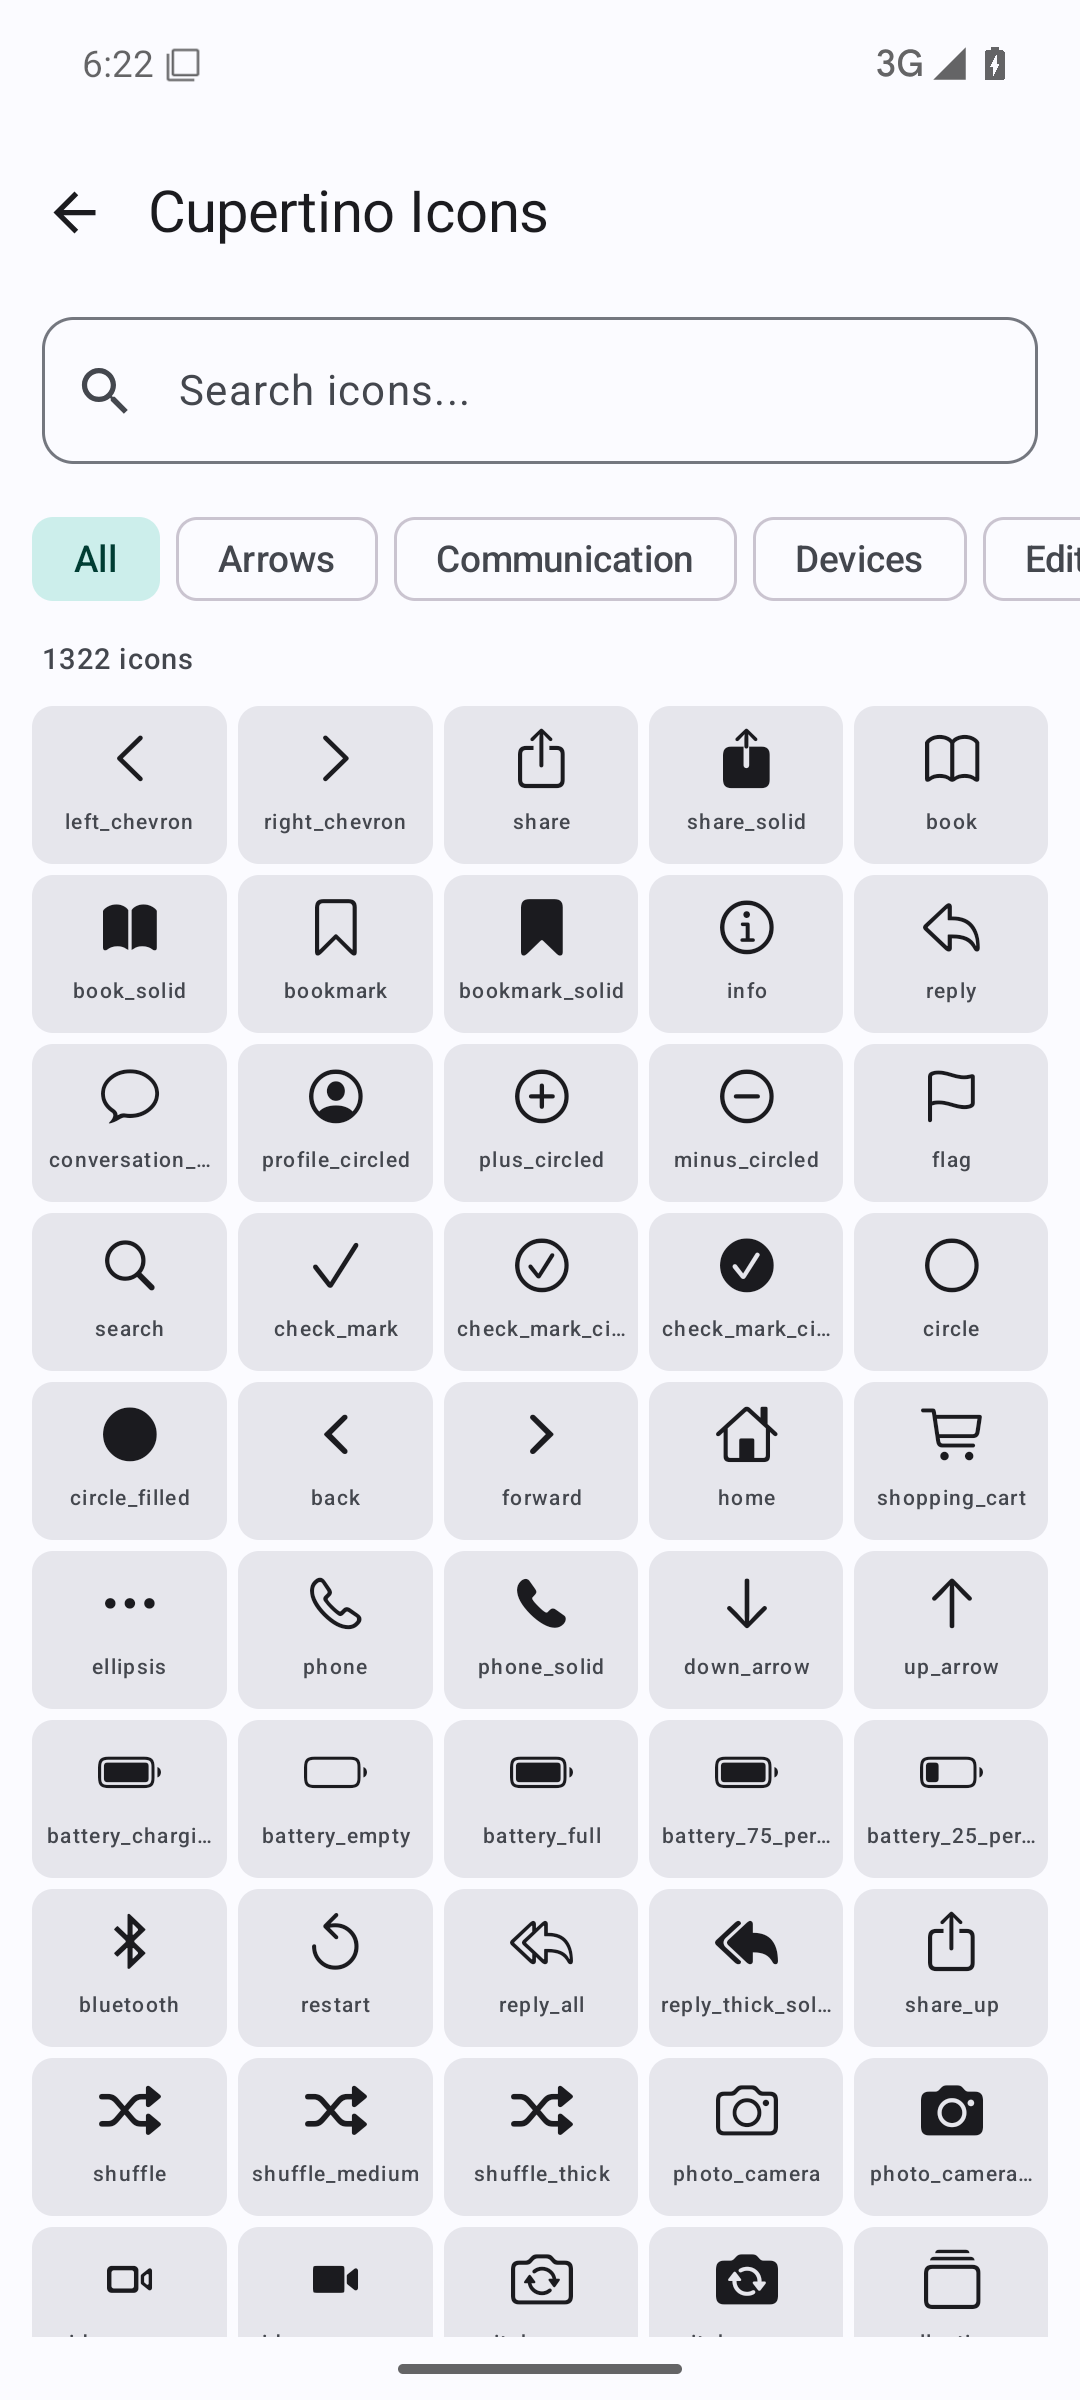 6:22 3G
Cupertino Icons
Search icons...
All Arrows Communication Devices Edit
1322 icons
left_chevron right_chevron share share_solid book
book_solid bookmark bookmark_solid info reply
conversation_... profile_circled plus_circled minus_circled flag
search check_mark check_mark_ci... check_mark_ci... circle
circle_filled back forward home shopping_cart
ellipsis phone phone_solid down_arrow up_arrow
battery_chargi... battery_empty battery_full battery_75_per... battery_25_per...
bluetooth restart reply_all reply_thick_sol... share_up
shuffle shuffle_medium shuffle_thick photo_camera photo_camera...